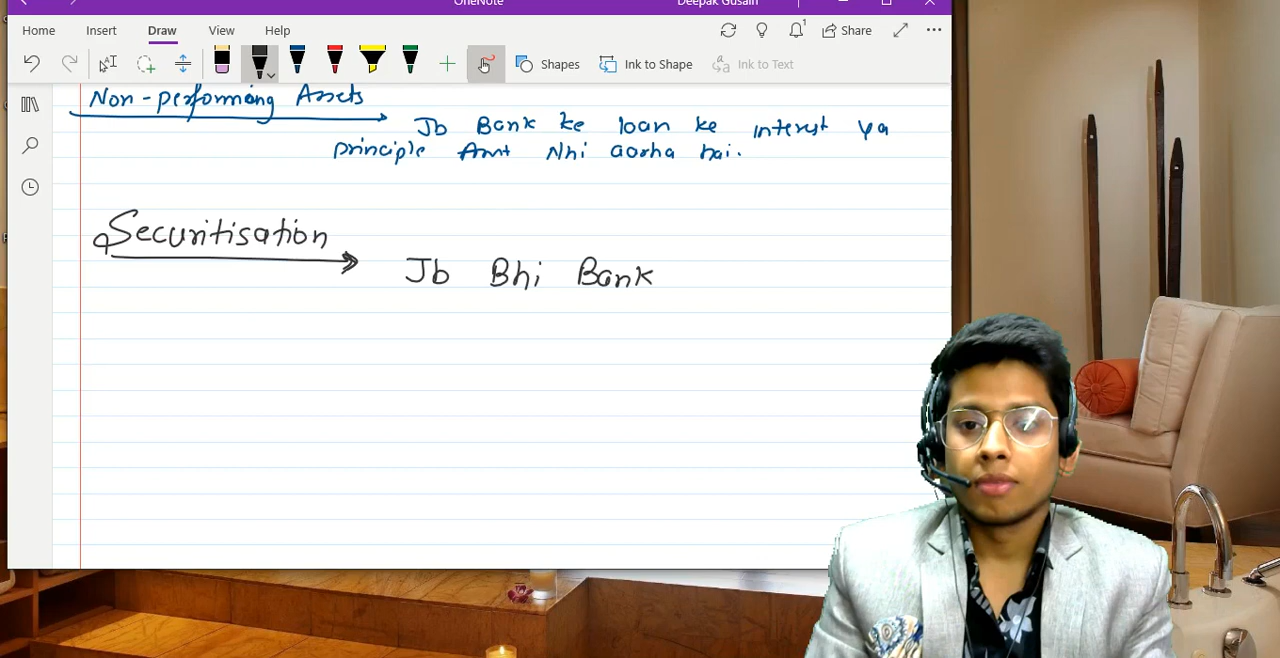 OneNote
Deepak Gusain
Home Insert Draw View Help
1
Share
Shapes Ink to Shape Ink to Text
Non-performing Assets
Jb Bank ke loan ke interest ya
principle Amt Nhi aarha hai.
Securitisation
Jb Bhi Bank